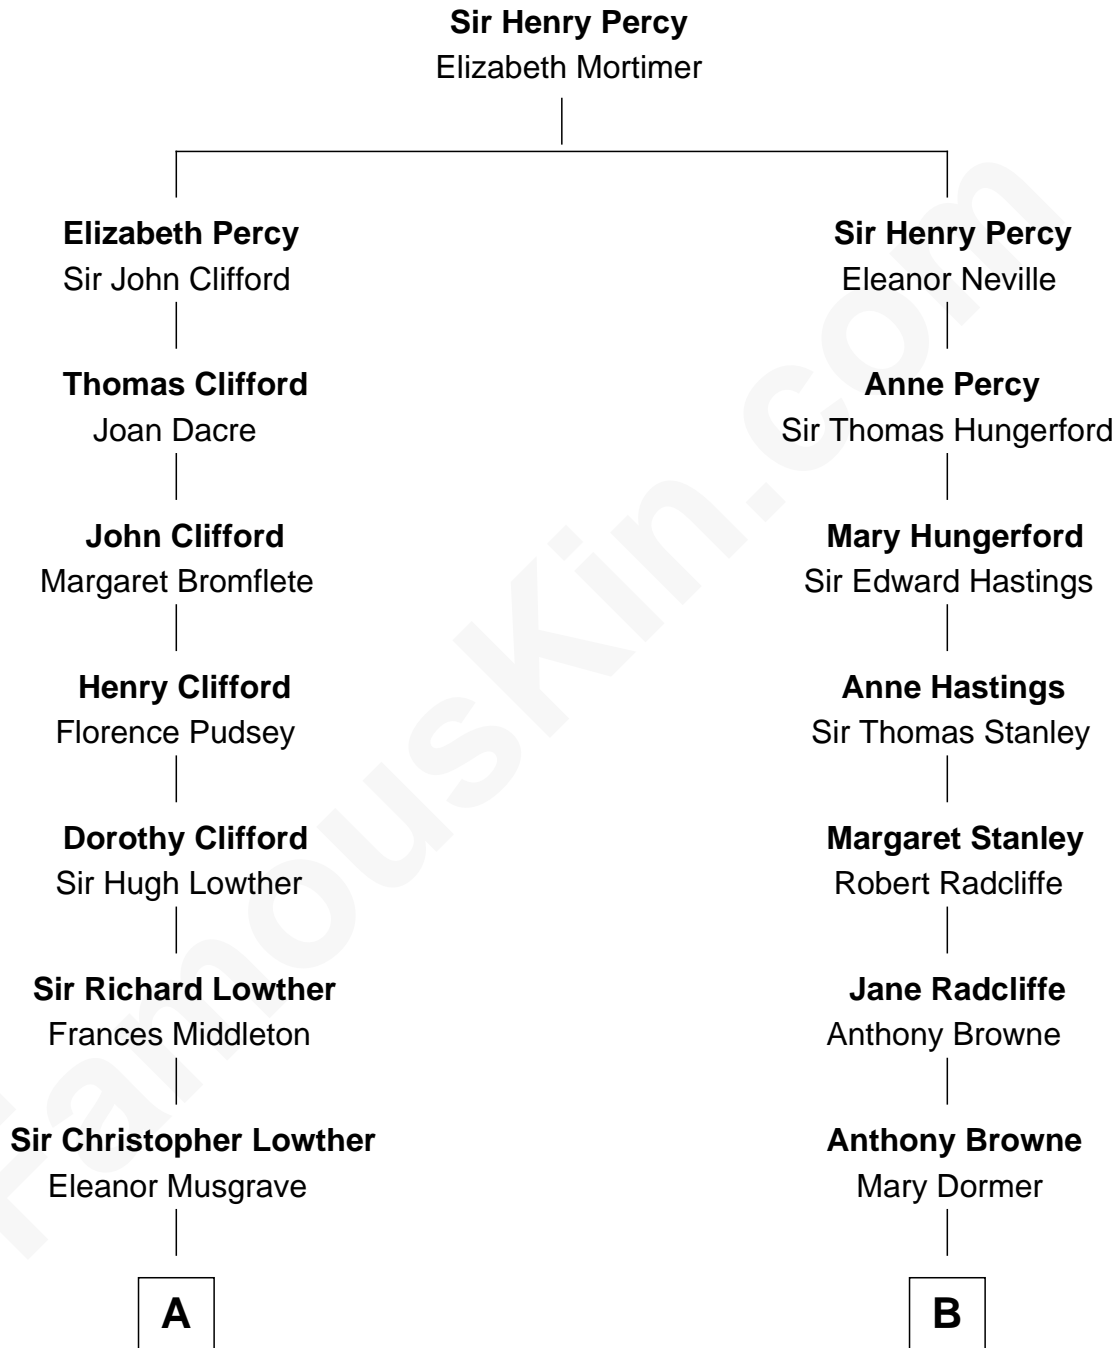 Sir Henry Percy
Elizabeth Mortimer
Elizabeth Percy
Sir John Clifford
Sir Henry Percy
Eleanor Neville
Thomas Clifford
Joan Dacre
Anne Percy
Sir Thomas Hungerford
John Clifford
Margaret Bromflete
Mary Hungerford
Sir Edward Hastings
Henry Clifford
Florence Pudsey
Anne Hastings
Sir Thomas Stanley
Dorothy Clifford
Sir Hugh Lowther
Margaret Stanley
Robert Radcliffe
Sir Richard Lowther
Frances Middleton
Jane Radcliffe
Anthony Browne
Sir Christopher Lowther
Eleanor Musgrave
Anthony Browne
Mary Dormer
A
B
FamousKin.com